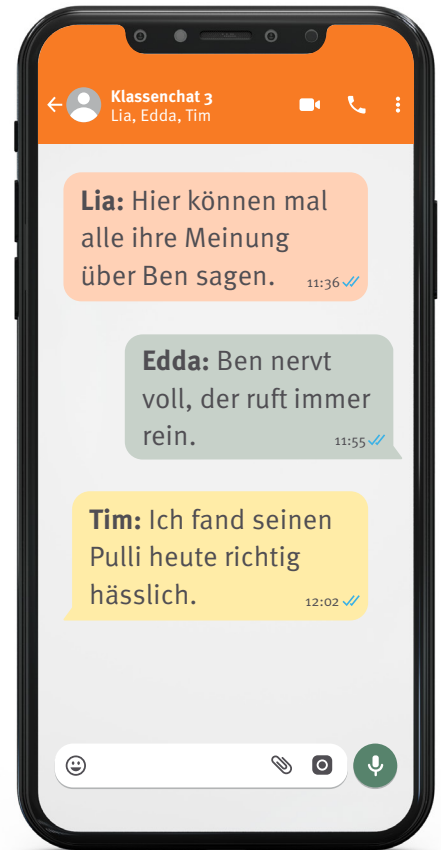 Klassenchat 3
Lia, Edda, Tim
Lia: Hier können mal
alle ihre Meinung
über Ben sagen.
11:36
Edda: Ben nervt
voll, der ruft immer
rein.
11:55
Tim: Ich fand seinen
Pulli heute richtig
hässlich.
12:02